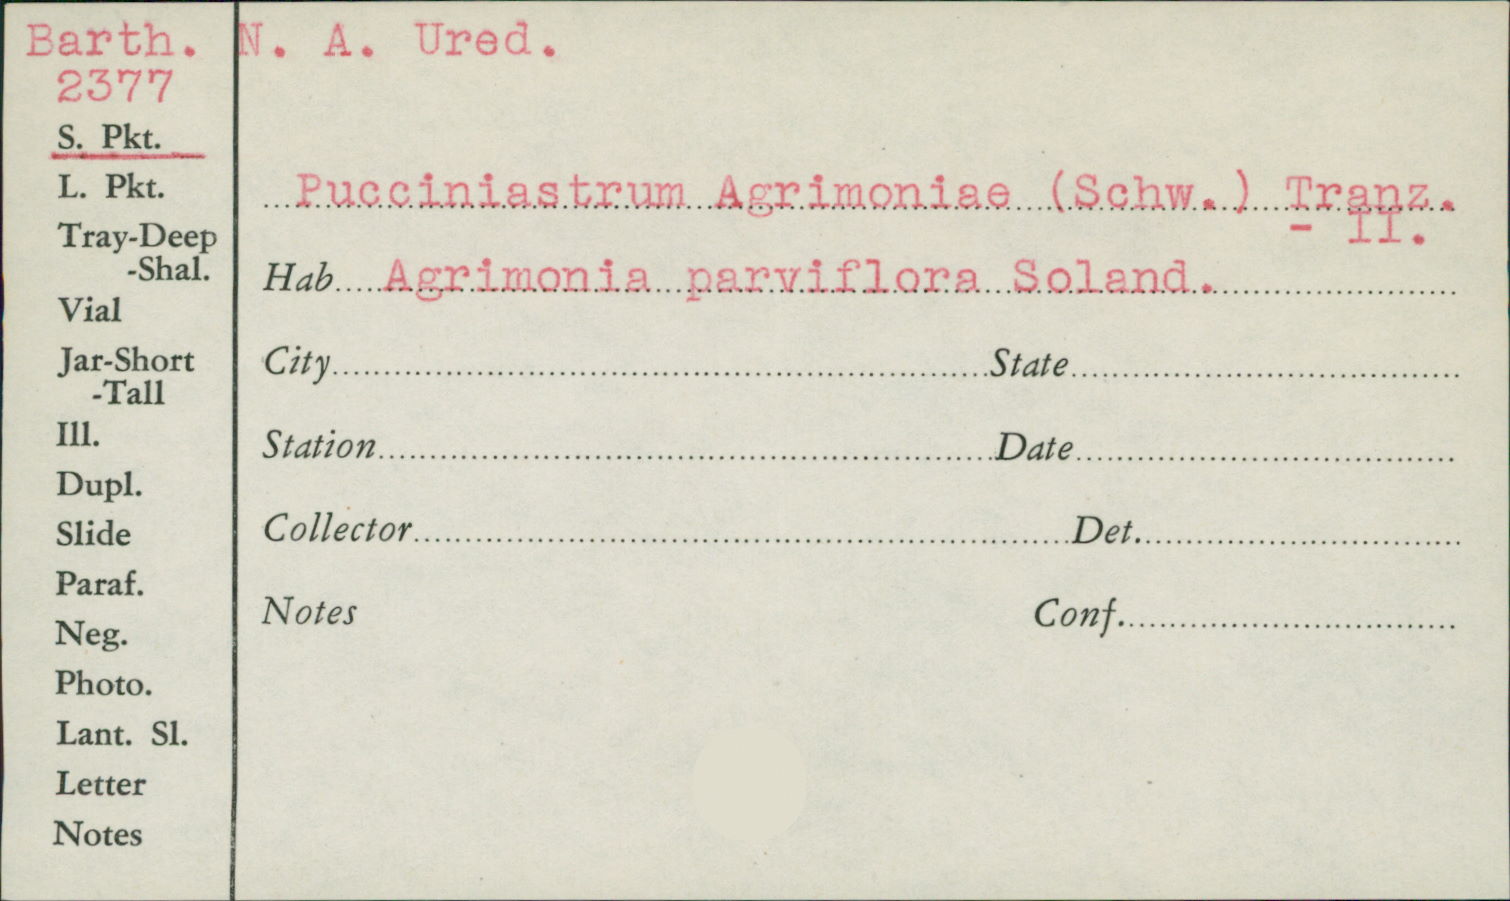 Barth. N. A. Ured.
2377
S. Pkt.
L. Pkt.
Tray-Deep
-Shal.
Vial
Jar-Short
-Tall
Ill.
Dupl.
Slide
Paraf.
Neg.
Photo.
Lant. Sl.
Letter
Notes
Pucciniastrum Agrimoniae (Schw.) Tranz.
- II.
Hab. Agrimonia parviflora Soland.
City State
Station Date
Collector Det.
Notes Conf.